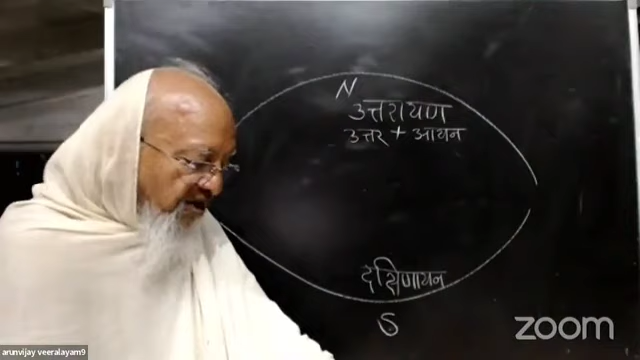 N
उत्तरायण
उत्तर + आयन
दक्षिणायन
S
zoom
arunvijay veeralayam9